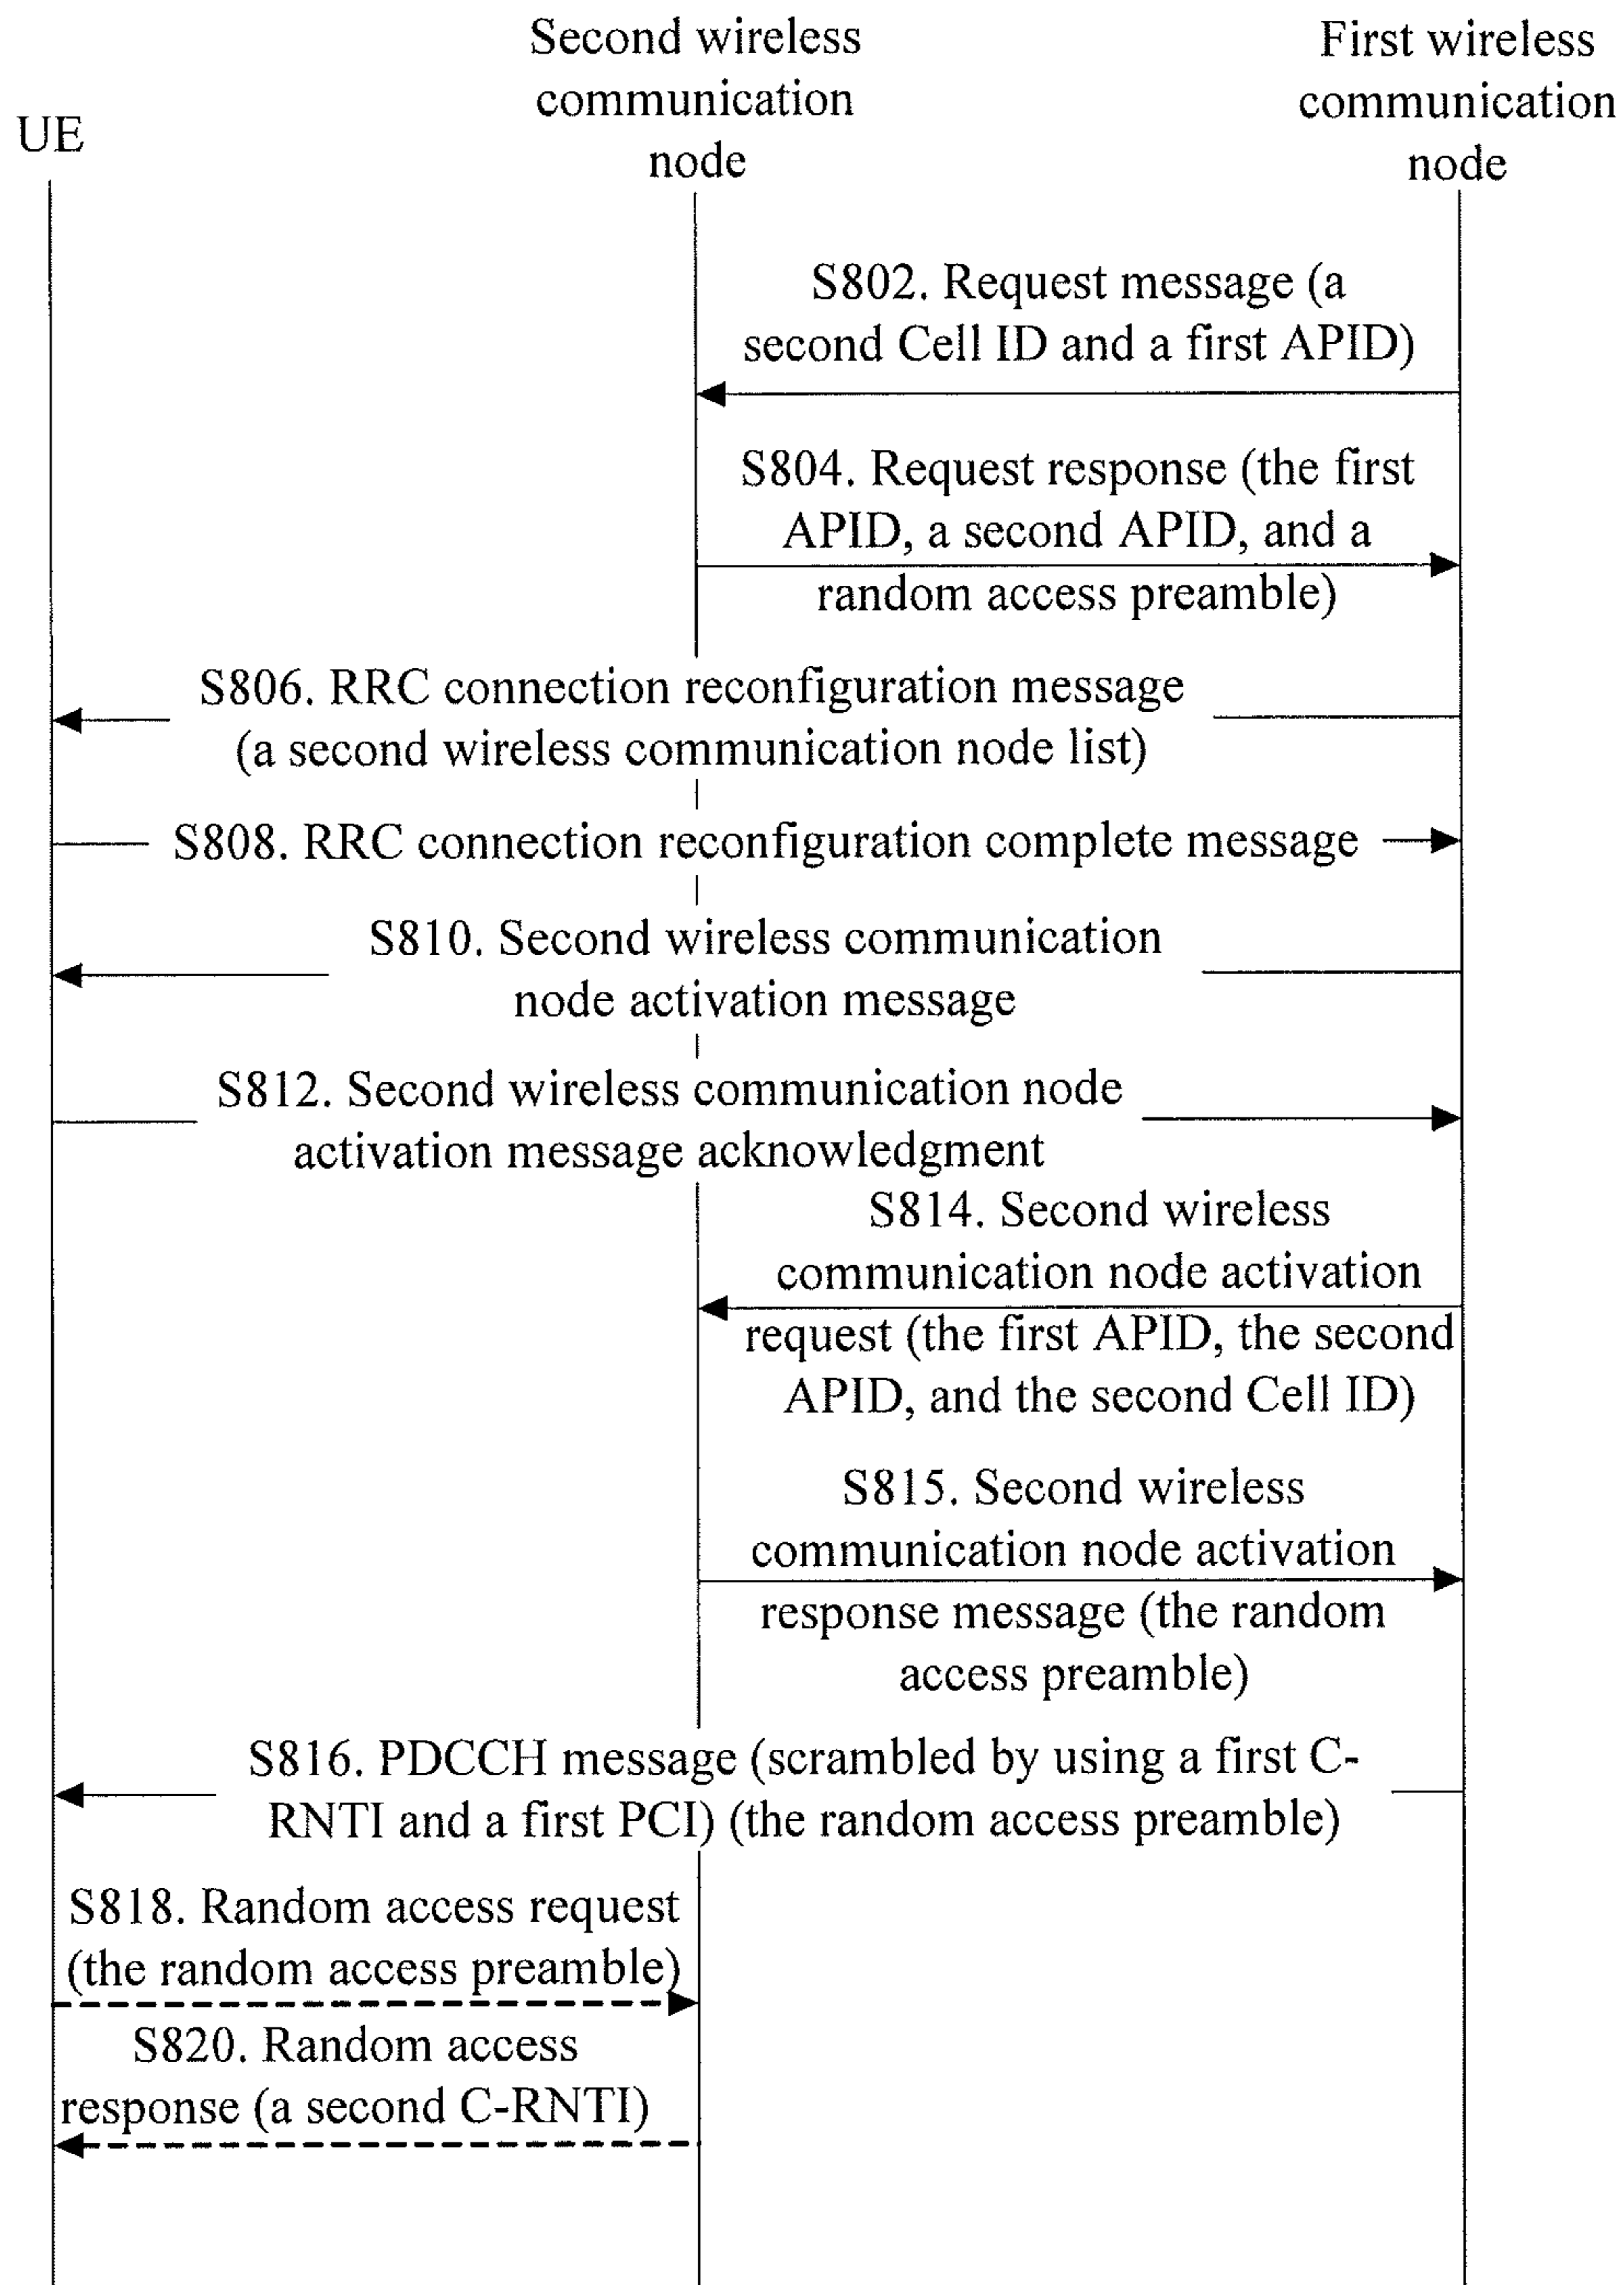 UE
Second wireless
communication
node
First wireless
communication
node
S802. Request message (a
second Cell ID and a first APID)
S804. Request response (the first
APID, a second APID, and a
random access preamble)
S806. RRC connection reconfiguration message
(a second wireless communication node list)
S808. RRC connection reconfiguration complete message
S810. Second wireless communication
node activation message
S812. Second wireless communication node
activation message acknowledgment
S814. Second wireless
communication node activation
request (the first APID, the second
APID, and the second Cell ID)
S815. Second wireless
communication node activation
response message (the random
access preamble)
S816. PDCCH message (scrambled by using a first C-
RNTI and a first PCI) (the random access preamble)
S818. Random access request
(the random access preamble)
S820. Random access
response (a second C-RNTI)